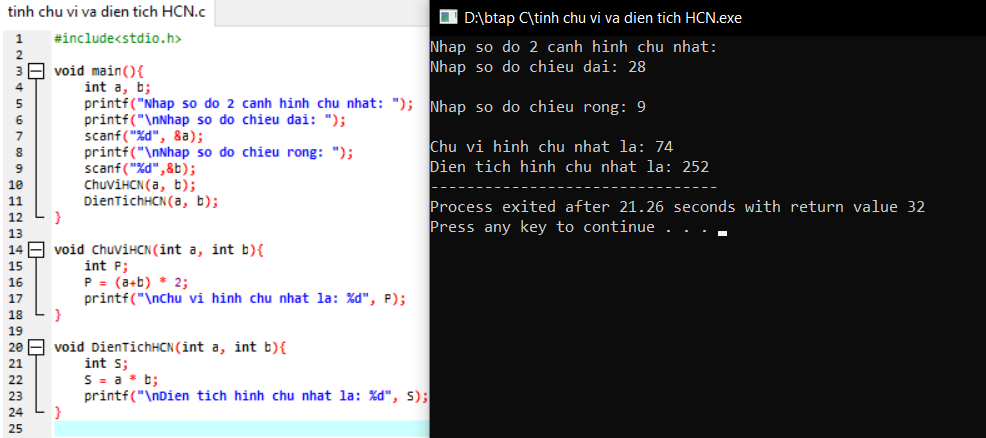 tinh chu vi va dien tich HCN.c
1 #include<stdio.h>
2
3 void main(){
4 int a, b;
5 printf("Nhap so do 2 canh hinh chu nhat: ");
6 printf("\nNhap so do chieu dai: ");
7 scanf("%d", &a);
8 printf("\nNhap so do chieu rong: ");
9 scanf("%d",&b);
10 ChuViHCN(a, b);
11 DienTichHCN(a, b);
12 }
13
14 void ChuViHCN(int a, int b){
15 int P;
16 P = (a+b) * 2;
17 printf("\nChu vi hinh chu nhat la: %d", P);
18 }
19
20 void DienTichHCN(int a, int b){
21 int S;
22 S = a * b;
23 printf("\nDien tich hinh chu nhat la: %d", S);
24 }
25
D:\btap C\tinh chu vi va dien tich HCN.exe
Nhap so do 2 canh hinh chu nhat:
Nhap so do chieu dai: 28
Nhap so do chieu rong: 9
Chu vi hinh chu nhat la: 74
Dien tich hinh chu nhat la: 252
--------------------------------
Process exited after 21.26 seconds with return value 32
Press any key to continue . . .